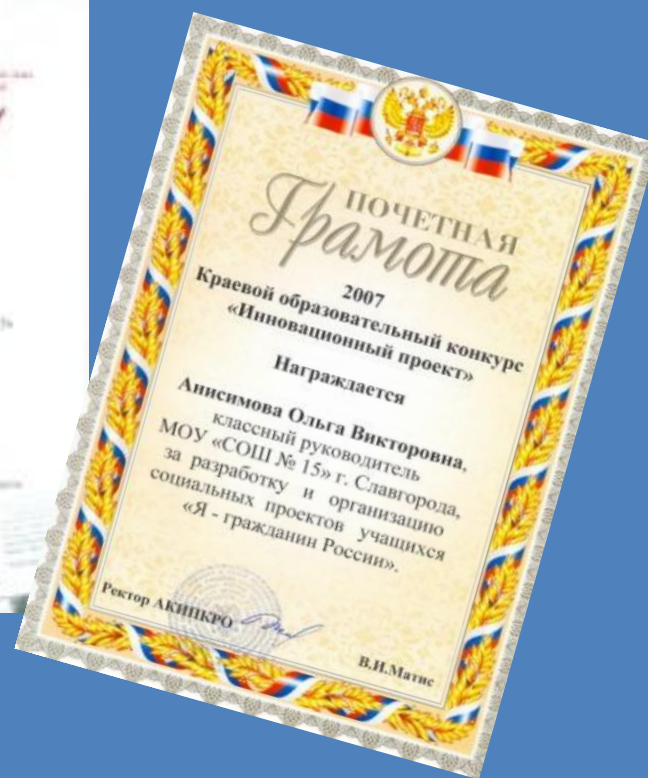 ПОЧЕТНАЯ
Грамота
2007
Краевой образовательный конкурс
«Инновационный проект»
Награждается
Анисимова Ольга Викторовна,
классный руководитель
МОУ «СОШ № 15» г. Славгорода,
за разработку и организацию
социальных проектов учащихся
«Я - гражданин России».
Ректор АКИПКРО
В.И.Матис